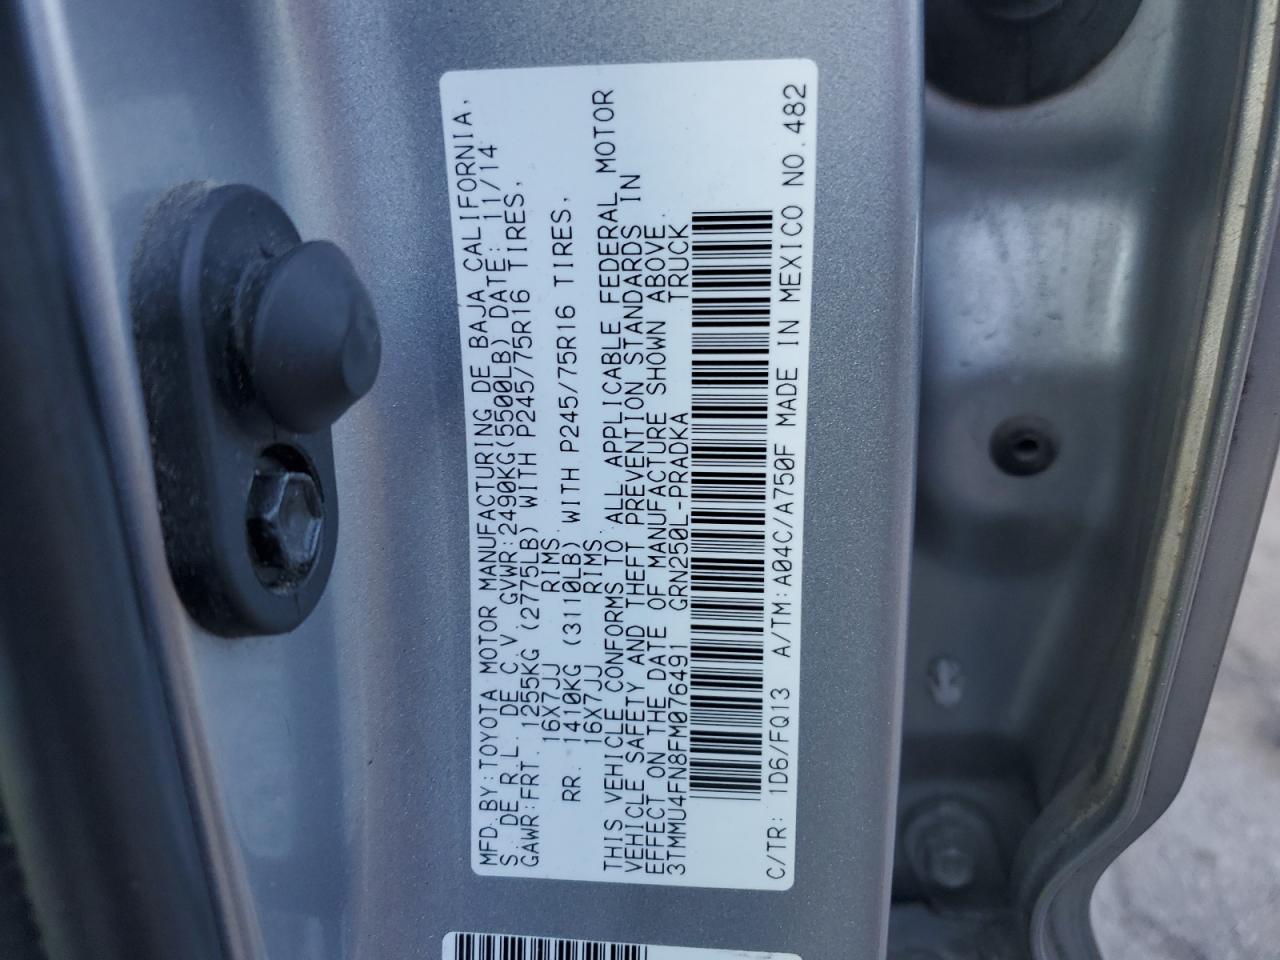 MFD.BY:TOYOTA MOTOR MANUFACTURING DE BAJA CALIFORNIA,
S. DE R.L. DE C.V. GVWR:2490KG(5500LB) DATE: 11/14
GAWR:FRT. 1255KG (2775LB) WITH P245/75R16 TIRES,
16X7JJ RIMS.
RR. 1410KG (3110LB) WITH P245/75R16 TIRES,
16X7JJ RIMS.
THIS VEHICLE CONFORMS TO ALL APPLICABLE FEDERAL MOTOR
VEHICLE SAFETY AND THEFT PREVENTION STANDARDS IN
EFFECT ON THE DATE OF MANUFACTURE SHOWN ABOVE.
3TMMU4FN8FM076491 GRN250L-PRADKA TRUCK
C/TR: 1D6/FQ13 A/TM:A04C/A750F MADE IN MEXICO NO.482